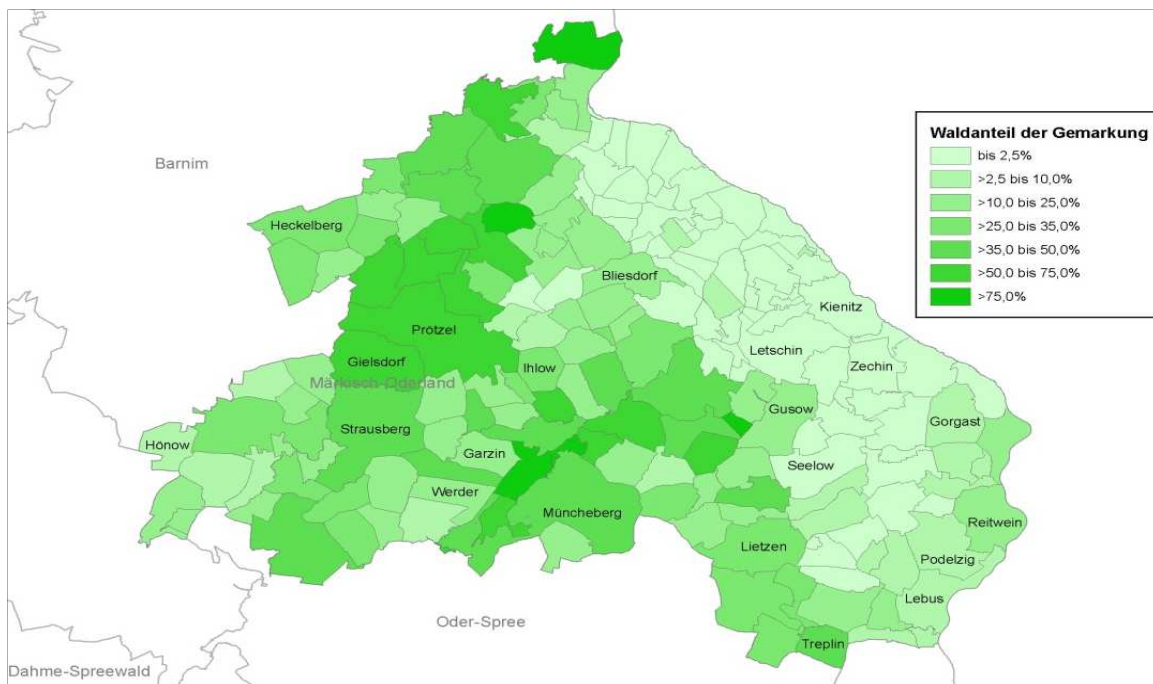 Waldanteil der Gemarkung
bis 2,5%
>2,5 bis 10,0%
>10,0 bis 25,0%
>25,0 bis 35,0%
>35,0 bis 50,0%
>50,0 bis 75,0%
>75,0%
Barnim
Heckelberg
Bliesdorf
Kienitz
Prötzel
Letschin
Gielsdorf
Ihlow
Zechin
Märkisch-Oderland
Gusow
Strausberg
Gorgast
Hönow
Garzin
Seelow
Werder
Müncheberg
Reitwein
Lietzen
Podelzig
Lebus
Oder-Spree
Treplin
Dahme-Spreewald